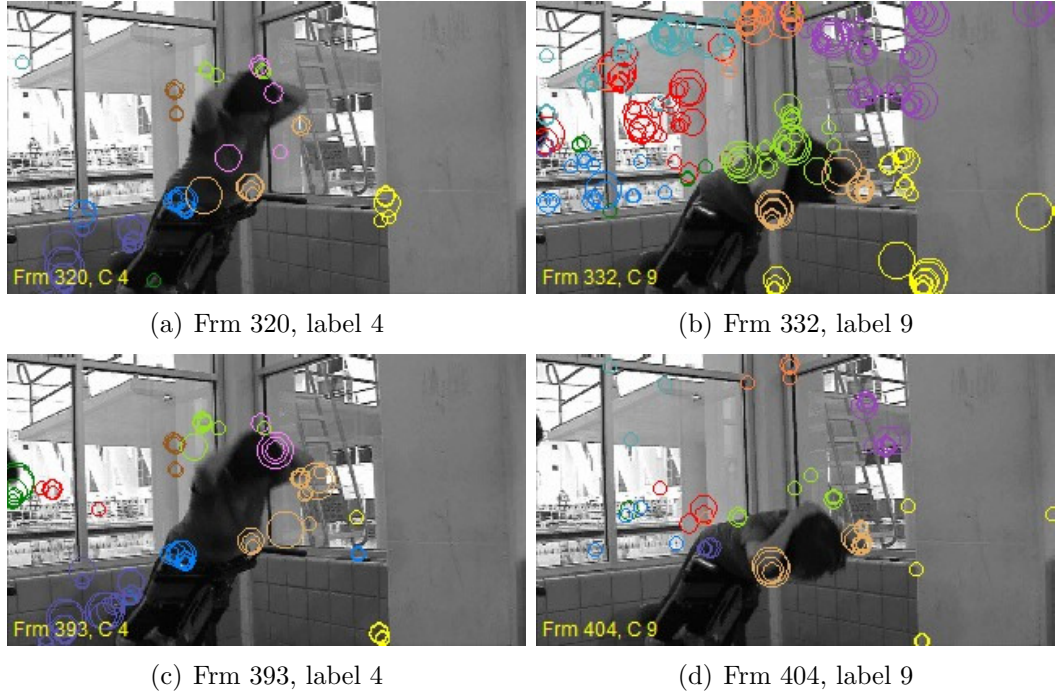 Frm 320, C 4
Frm 332, C 9
(a) Frm 320, label 4
(b) Frm 332, label 9
Frm 393, C 4
Frm 404, C 9
(c) Frm 393, label 4
(d) Frm 404, label 9